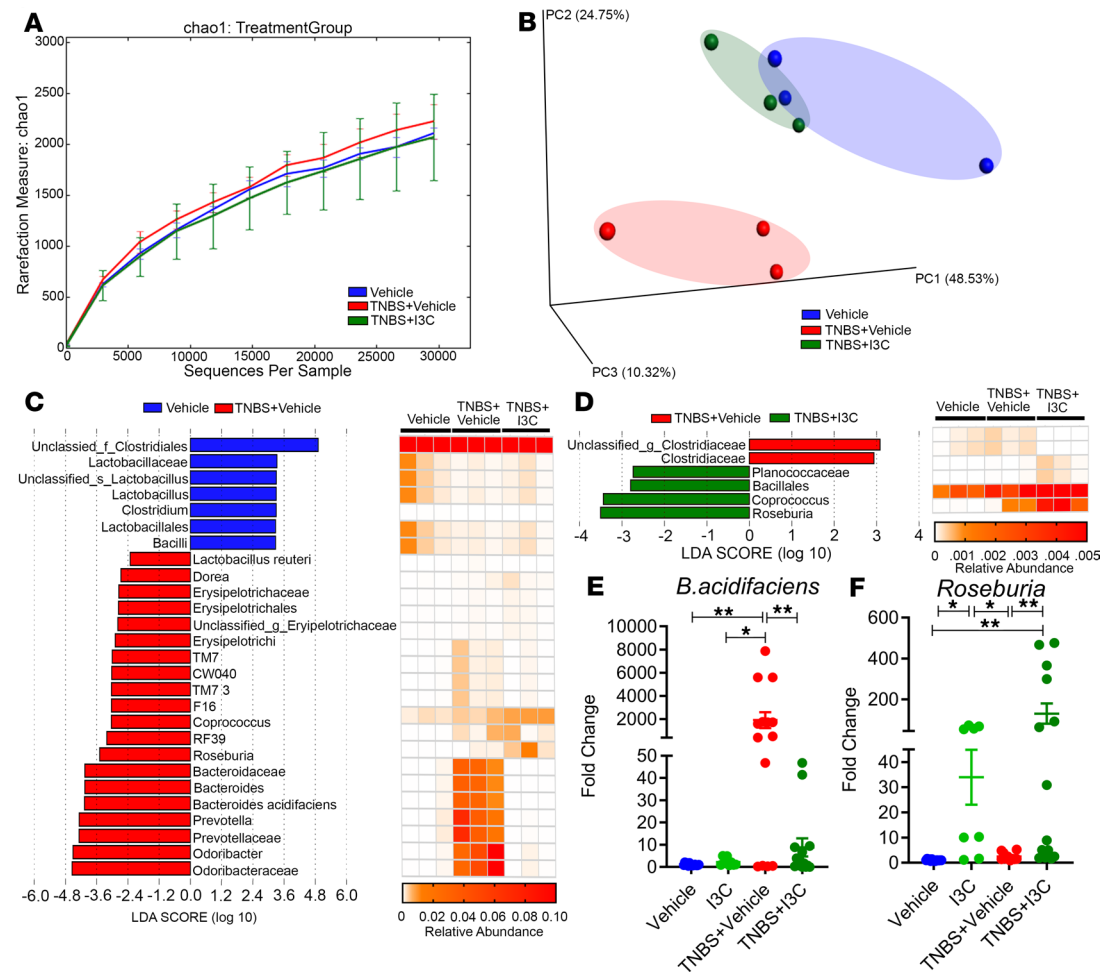 A
chao1: TreatmentGroup
Rarefaction Measure: chao1
3000
2500
2000
1500
1000
500
0
0 5000 10000 15000 20000 25000 30000
Sequences Per Sample
Vehicle
TNBS+Vehicle
TNBS+I3C
B
PC2 (24.75%)
PC1 (48.53%)
PC3 (10.32%)
Vehicle
TNBS+Vehicle
TNBS+I3C
C
Vehicle TNBS+Vehicle
Unclassied_f_Clostridiales
Lactobacillaceae
Unclassified_s_Lactobacillus
Lactobacillus
Clostridium
Lactobacillales
Bacilli
Lactobacillus reuteri
Dorea
Erysipelotrichaceae
Erysipelotrichales
Unclassified_g_Eryipelotrichaceae
Erysipelotrichi
TM7
CW040
TM7 3
F16
Coprococcus
RF39
Roseburia
Bacteroidaceae
Bacteroides
Bacteroides acidifaciens
Prevotella
Prevotellaceae
Odoribacter
Odoribacteraceae
-6.0 -4.8 -3.6 -2.4 -1.2 0.0 1.2 2.4 3.6 4.8 6.0
LDA SCORE (log 10)
Vehicle
TNBS+
Vehicle
TNBS+
I3C
0 0.02 0.04 0.06 0.08 0.10
Relative Abundance
D
TNBS+Vehicle TNBS+I3C
Unclassified_g_Clostridiaceae
Clostridiaceae
Planococcaceae
Bacillales
Coprococcus
Roseburia
-4 -3 -2 -1 0 1 2 3 4
LDA SCORE (log 10)
Vehicle
TNBS+
Vehicle
TNBS+
I3C
0 .001 .002 .003 .004 .005
Relative Abundance
E
B.acidifaciens
** **
*
Fold Change
10000
8000
6000
4000
2000
50
40
30
20
10
0
Vehicle
I3C
TNBS+Vehicle
TNBS+I3C
F
Roseburia
* * **
**
Fold Change
600
400
200
40
30
20
10
0
Vehicle
I3C
TNBS+Vehicle
TNBS+I3C